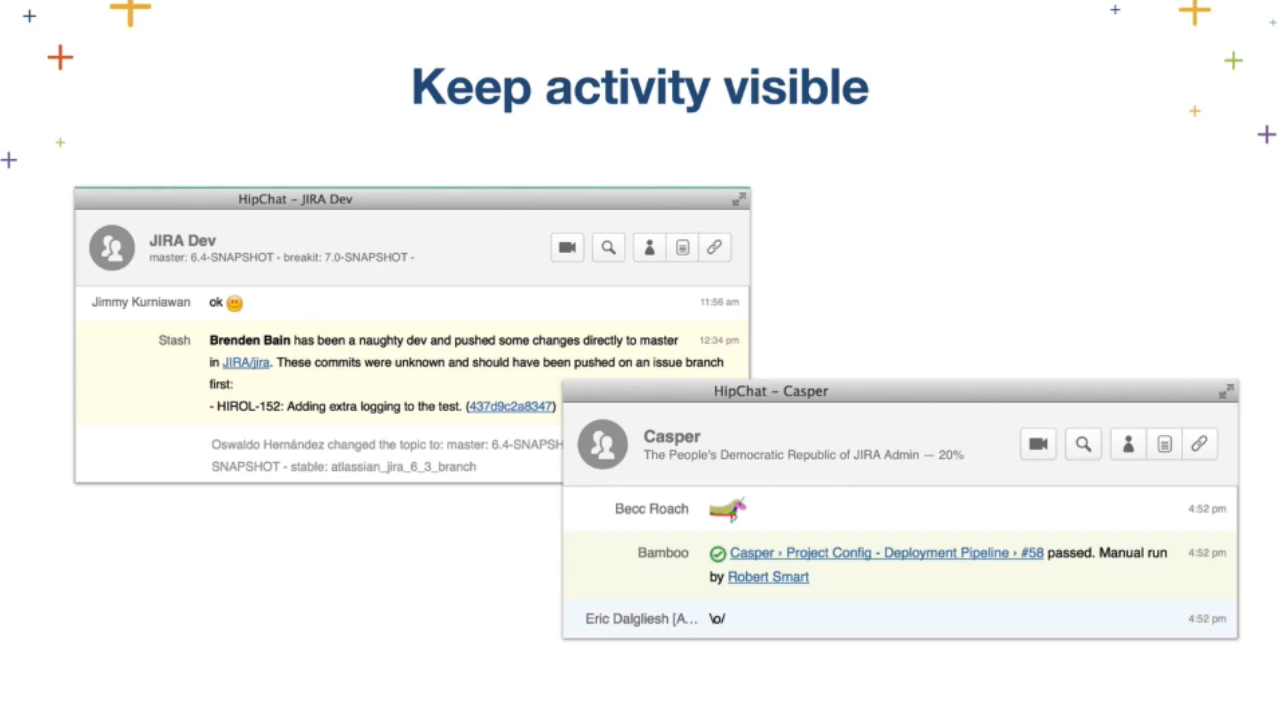 Keep activity visible
HipChat – JIRA Dev
JIRA Dev
master: 6.4-SNAPSHOT - breakit: 7.0-SNAPSHOT -
Jimmy Kurniawan ok 11:56 am
Stash Brenden Bain has been a naughty dev and pushed some changes directly to master 12:34 pm
in JIRA/jira. These commits were unknown and should have been pushed on an issue branch
first:
- HIROL-152: Adding extra logging to the test. (437d9c2a8347)
Oswaldo Hernández changed the topic to: master: 6.4-SNAPSH
SNAPSHOT - stable: atlassian_jira_6_3_branch
HipChat – Casper
Casper
The People's Democratic Republic of JIRA Admin — 20%
Becc Roach 4:52 pm
Bamboo Casper › Project Config - Deployment Pipeline › #58 passed. Manual run 4:52 pm
by Robert Smart
Eric Dalgliesh [A... \o/ 4:52 pm